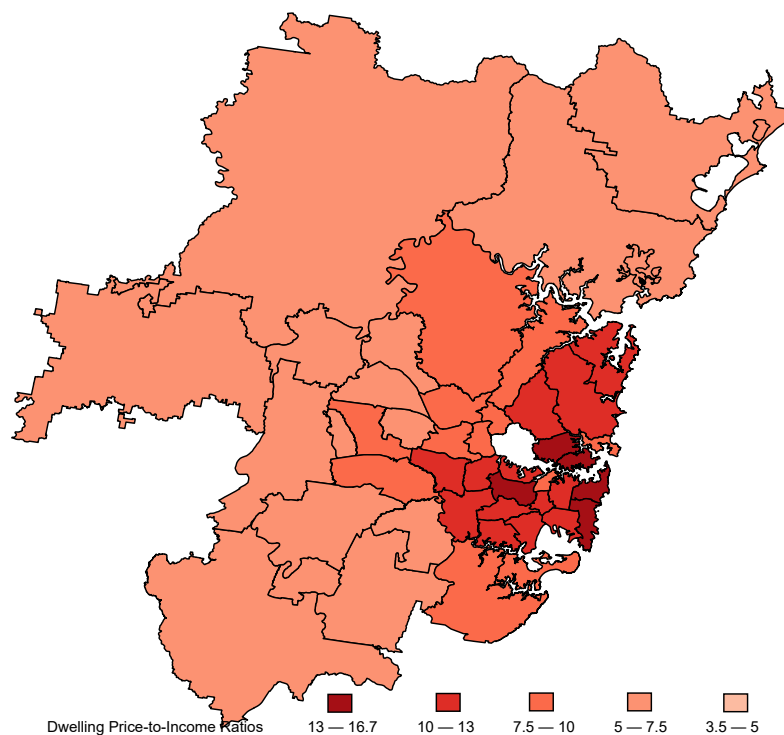 Dwelling Price-to-Income Ratios 13 — 16.7 10 — 13 7.5 — 10 5 — 7.5 3.5 — 5